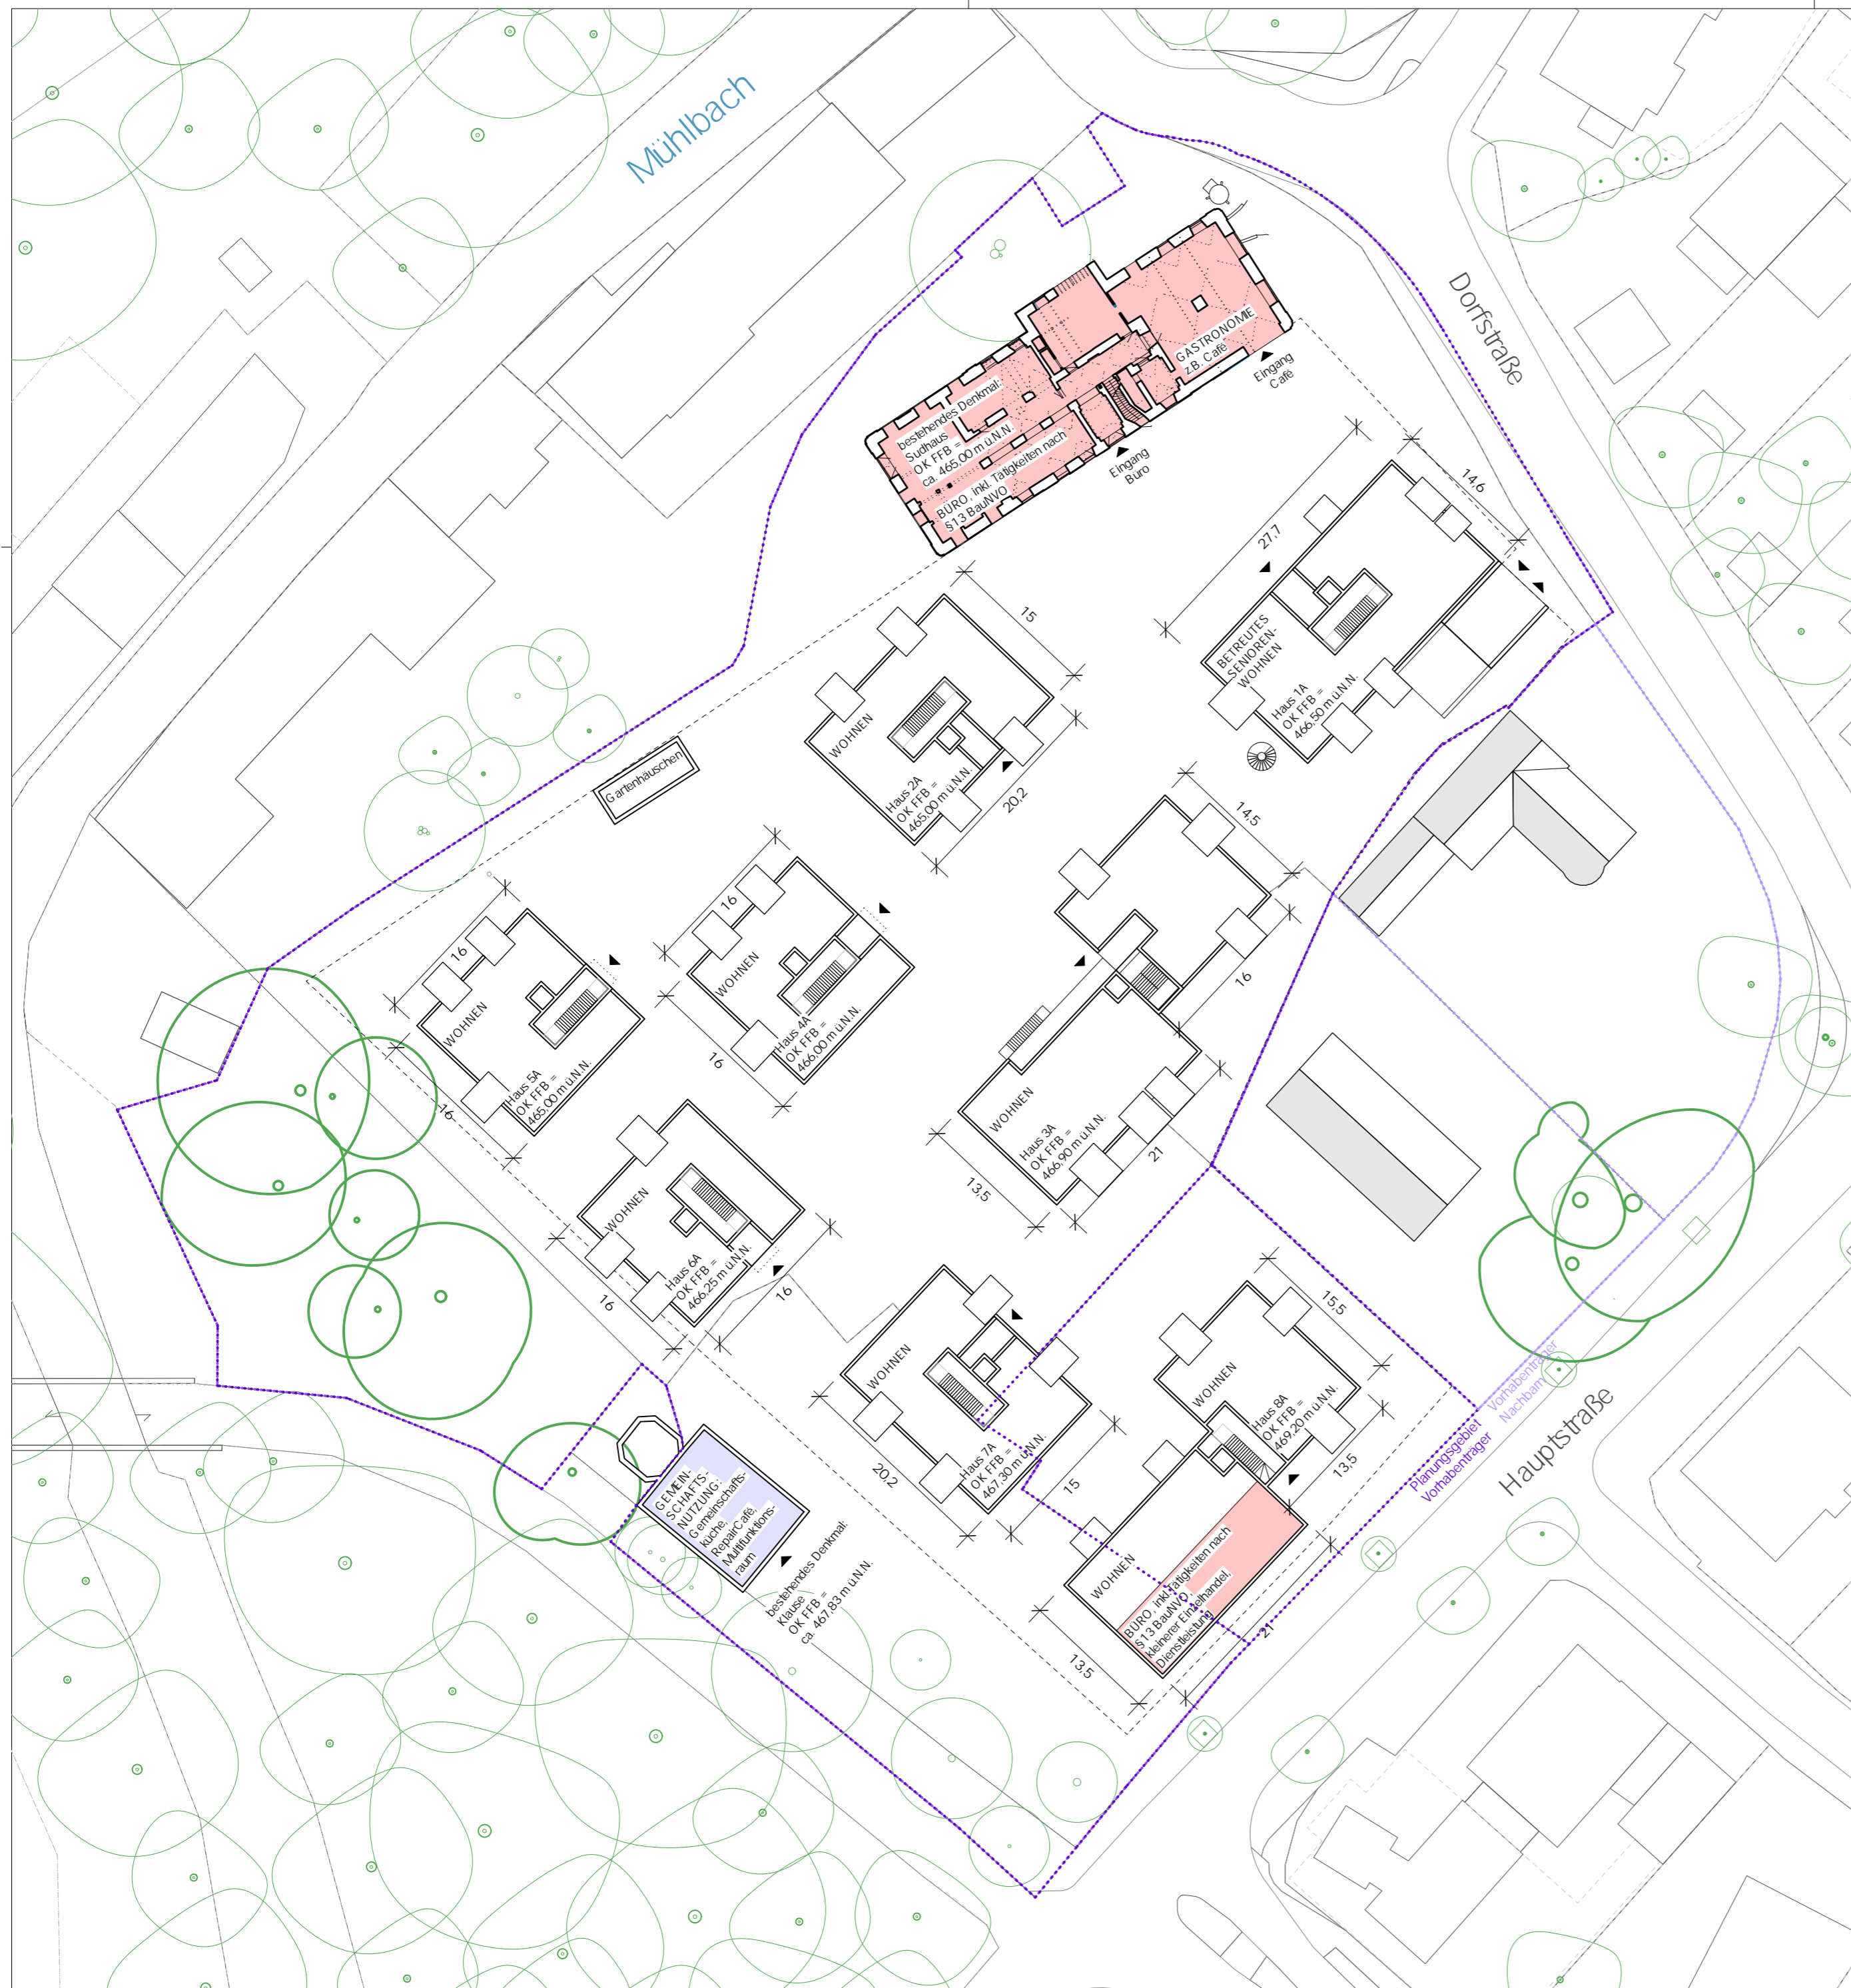 Mühlbach
Dorfstraße
GASTRONOMIE
z.B. Café
Eingang
Café
bestehendes Denkmal:
Sudhaus
OK FFB =
ca. 465,00 m ü.N.N.
BÜRO, inkl. Tätigkeiten nach
§13 BauNVO
Eingang
Büro
14,6
27,7
BETREUTES
SENIOREN-
WOHNEN
Haus 1A
OK FFB =
466,50 m ü.N.N.
15
WOHNEN
Haus 2A
OK FFB =
465,00 m ü.N.N.
20,2
Gartenhäuschen
14,5
16
WOHNEN
Haus 3A
OK FFB =
466,90 m ü.N.N.
21
13,5
16
WOHNEN
Haus 4A
OK FFB =
466,00 m ü.N.N.
16
16
WOHNEN
Haus 5A
OK FFB =
465,00 m ü.N.N.
16
WOHNEN
Haus 6A
OK FFB =
466,25 m ü.N.N.
16
16
WOHNEN
Haus 7A
OK FFB =
467,30 m ü.N.N.
20,2
15
15,5
WOHNEN
Haus 8A
OK FFB =
469,20 m ü.N.N.
13,5
WOHNEN
BÜRO, inkl.Tätigkeiten nach
§13 BauNVO,
kleinerer Einzelhandel,
Dienstleistung
21
13,5
GEMEIN-
SCHAFTS-
NUTZUNG:
Gemeinschafts-
küche,
RepairCafé,
Multifunktions-
raum
bestehendes Denkmal:
Klause
OK FFB =
ca. 467,83 m ü.N.N.
Vorhabenträger
Nachbarn
Planungsgebiet
Vorhabenträger
Hauptstraße